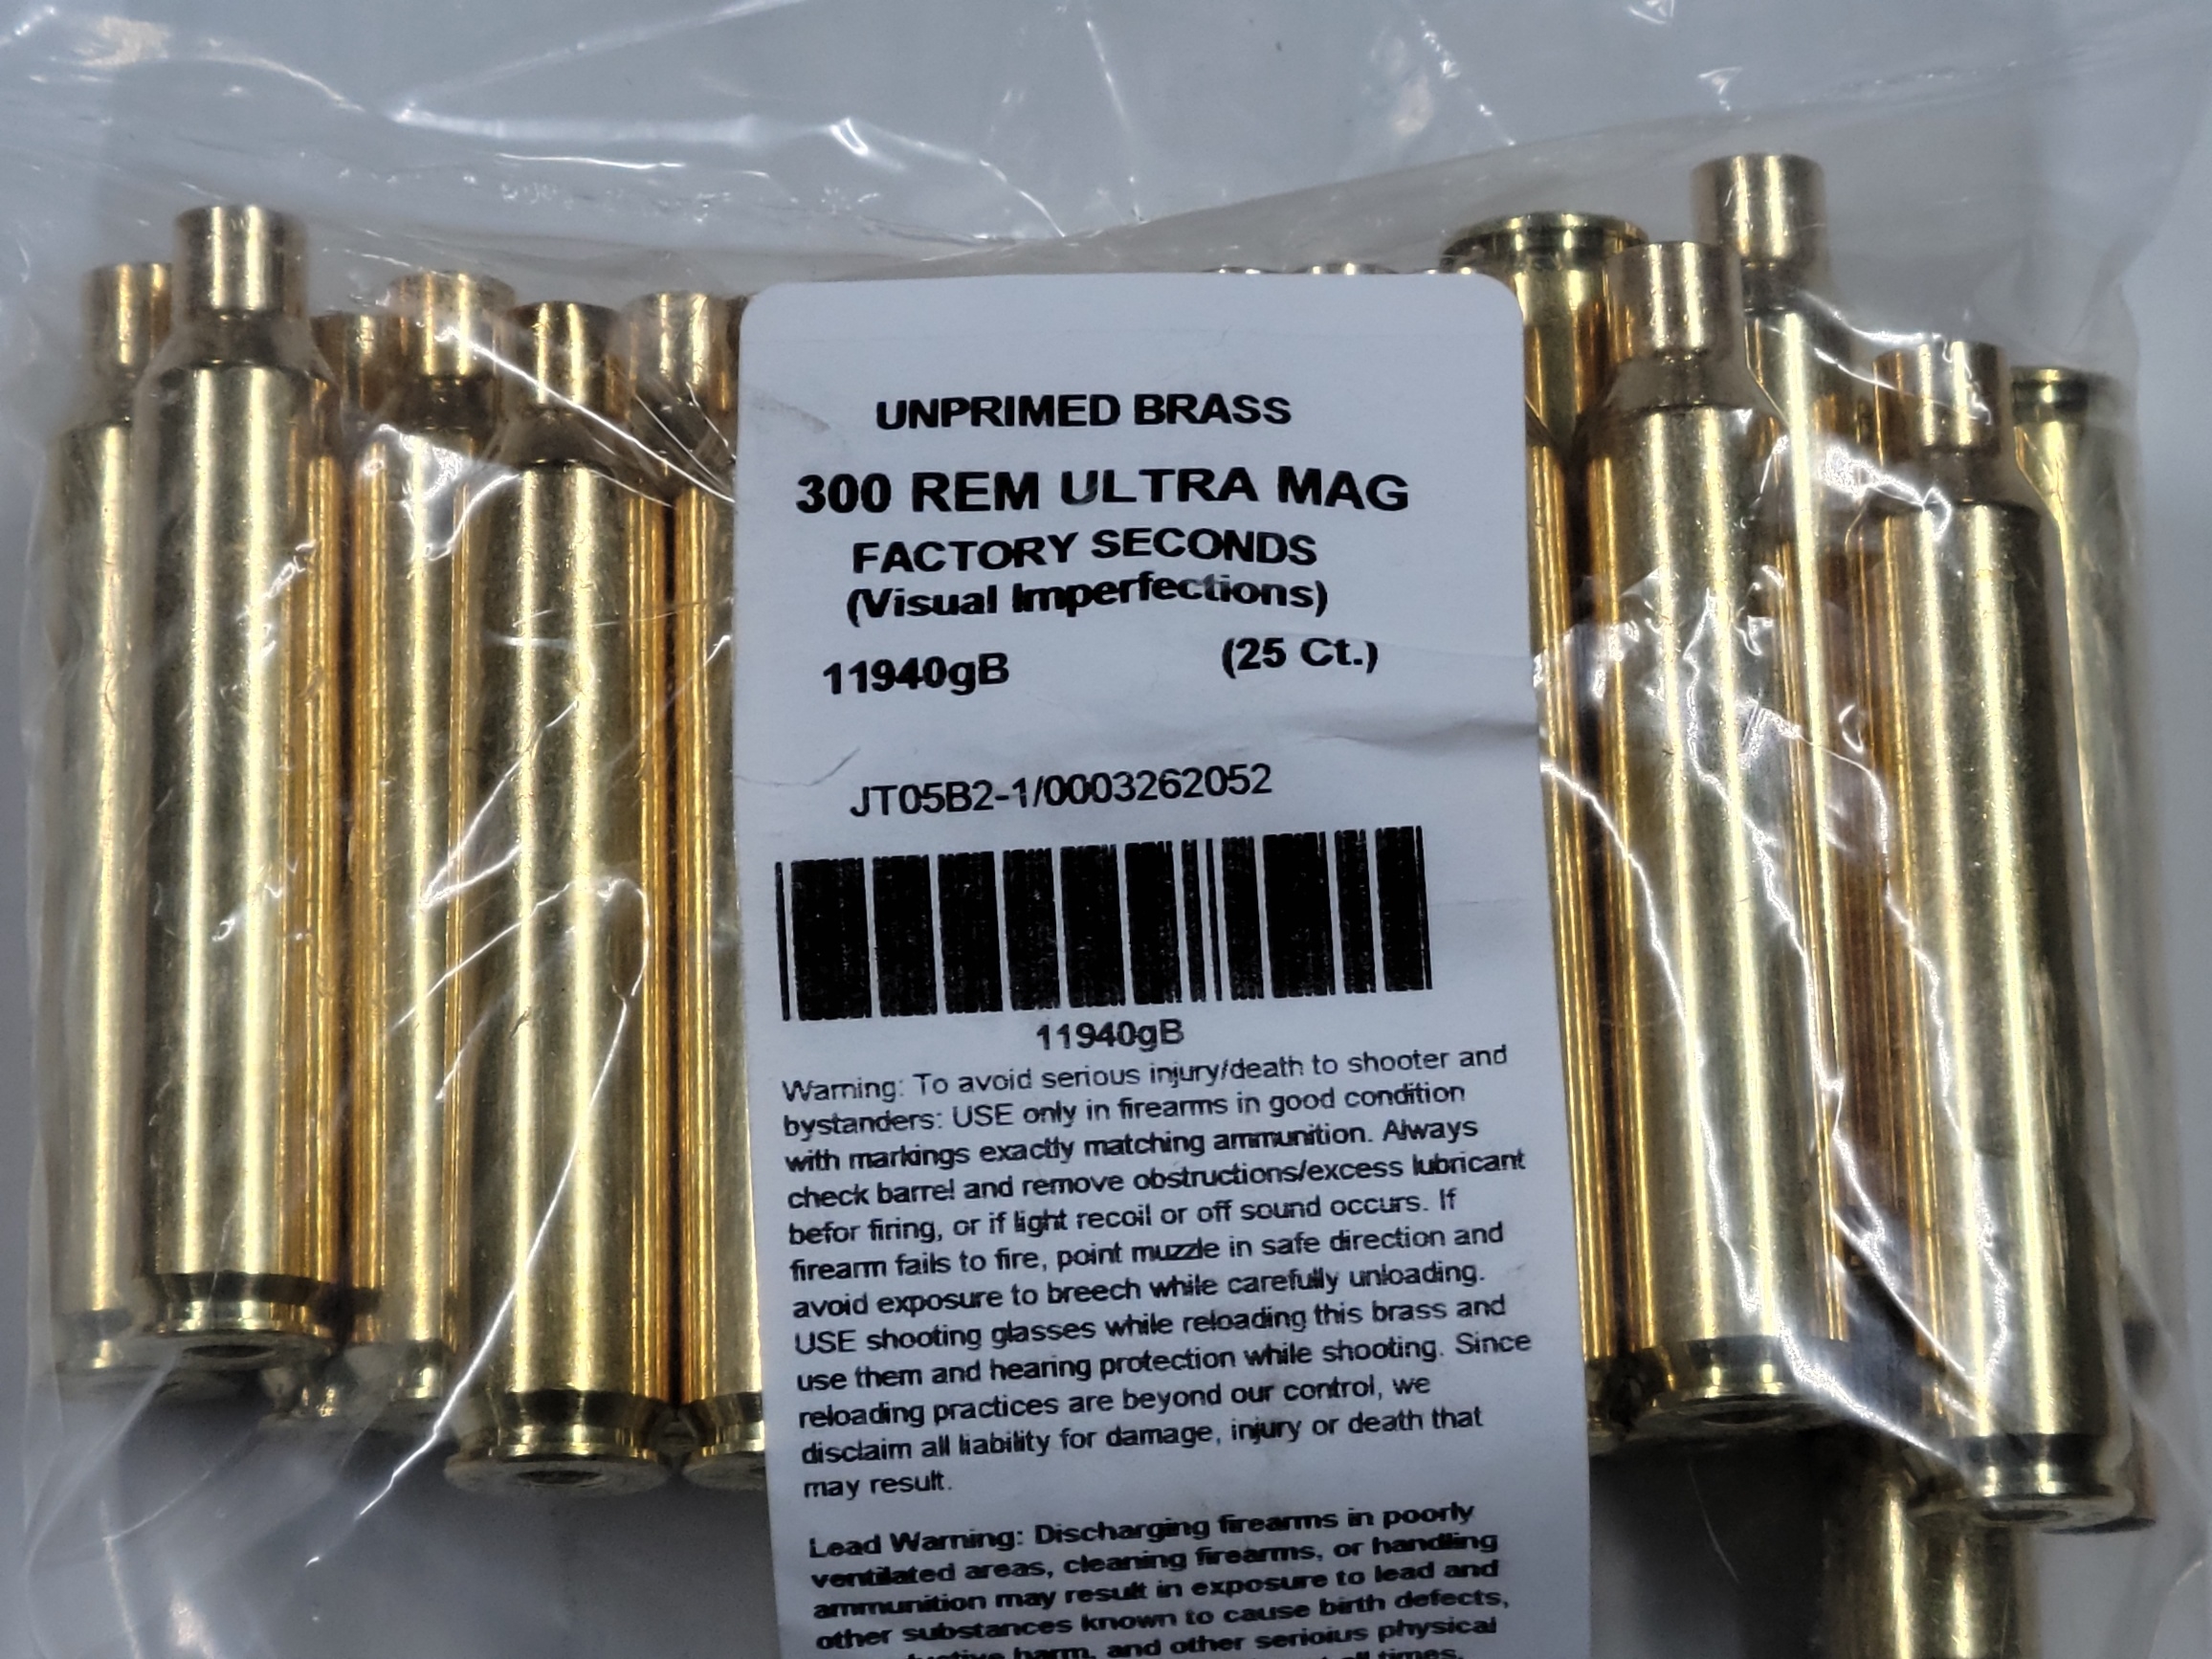 UNPRIMED BRASS
300 REM ULTRA MAG
FACTORY SECONDS
(Visual Imperfections)
11940gB (25 Ct.)
JT05B2-1/0003262052
11940gB
Warning: To avoid serious injury/death to shooter and
bystanders: USE only in firearms in good condition
with markings exactly matching ammunition. Always
check barrel and remove obstructions/excess lubricant
befor firing, or if light recoil or off sound occurs. If
firearm fails to fire, point muzzle in safe direction and
avoid exposure to breech while carefully unloading.
USE shooting glasses while reloading this brass and
use them and hearing protection while shooting. Since
reloading practices are beyond our control, we
disclaim all liability for damage, injury or death that
may result.
Lead Warning: Discharging firearms in poorly
ventilated areas, cleaning firearms, or handling
ammunition may result in exposure to lead and
other substances known to cause birth defects,
harm, and other serioius physical
all times.